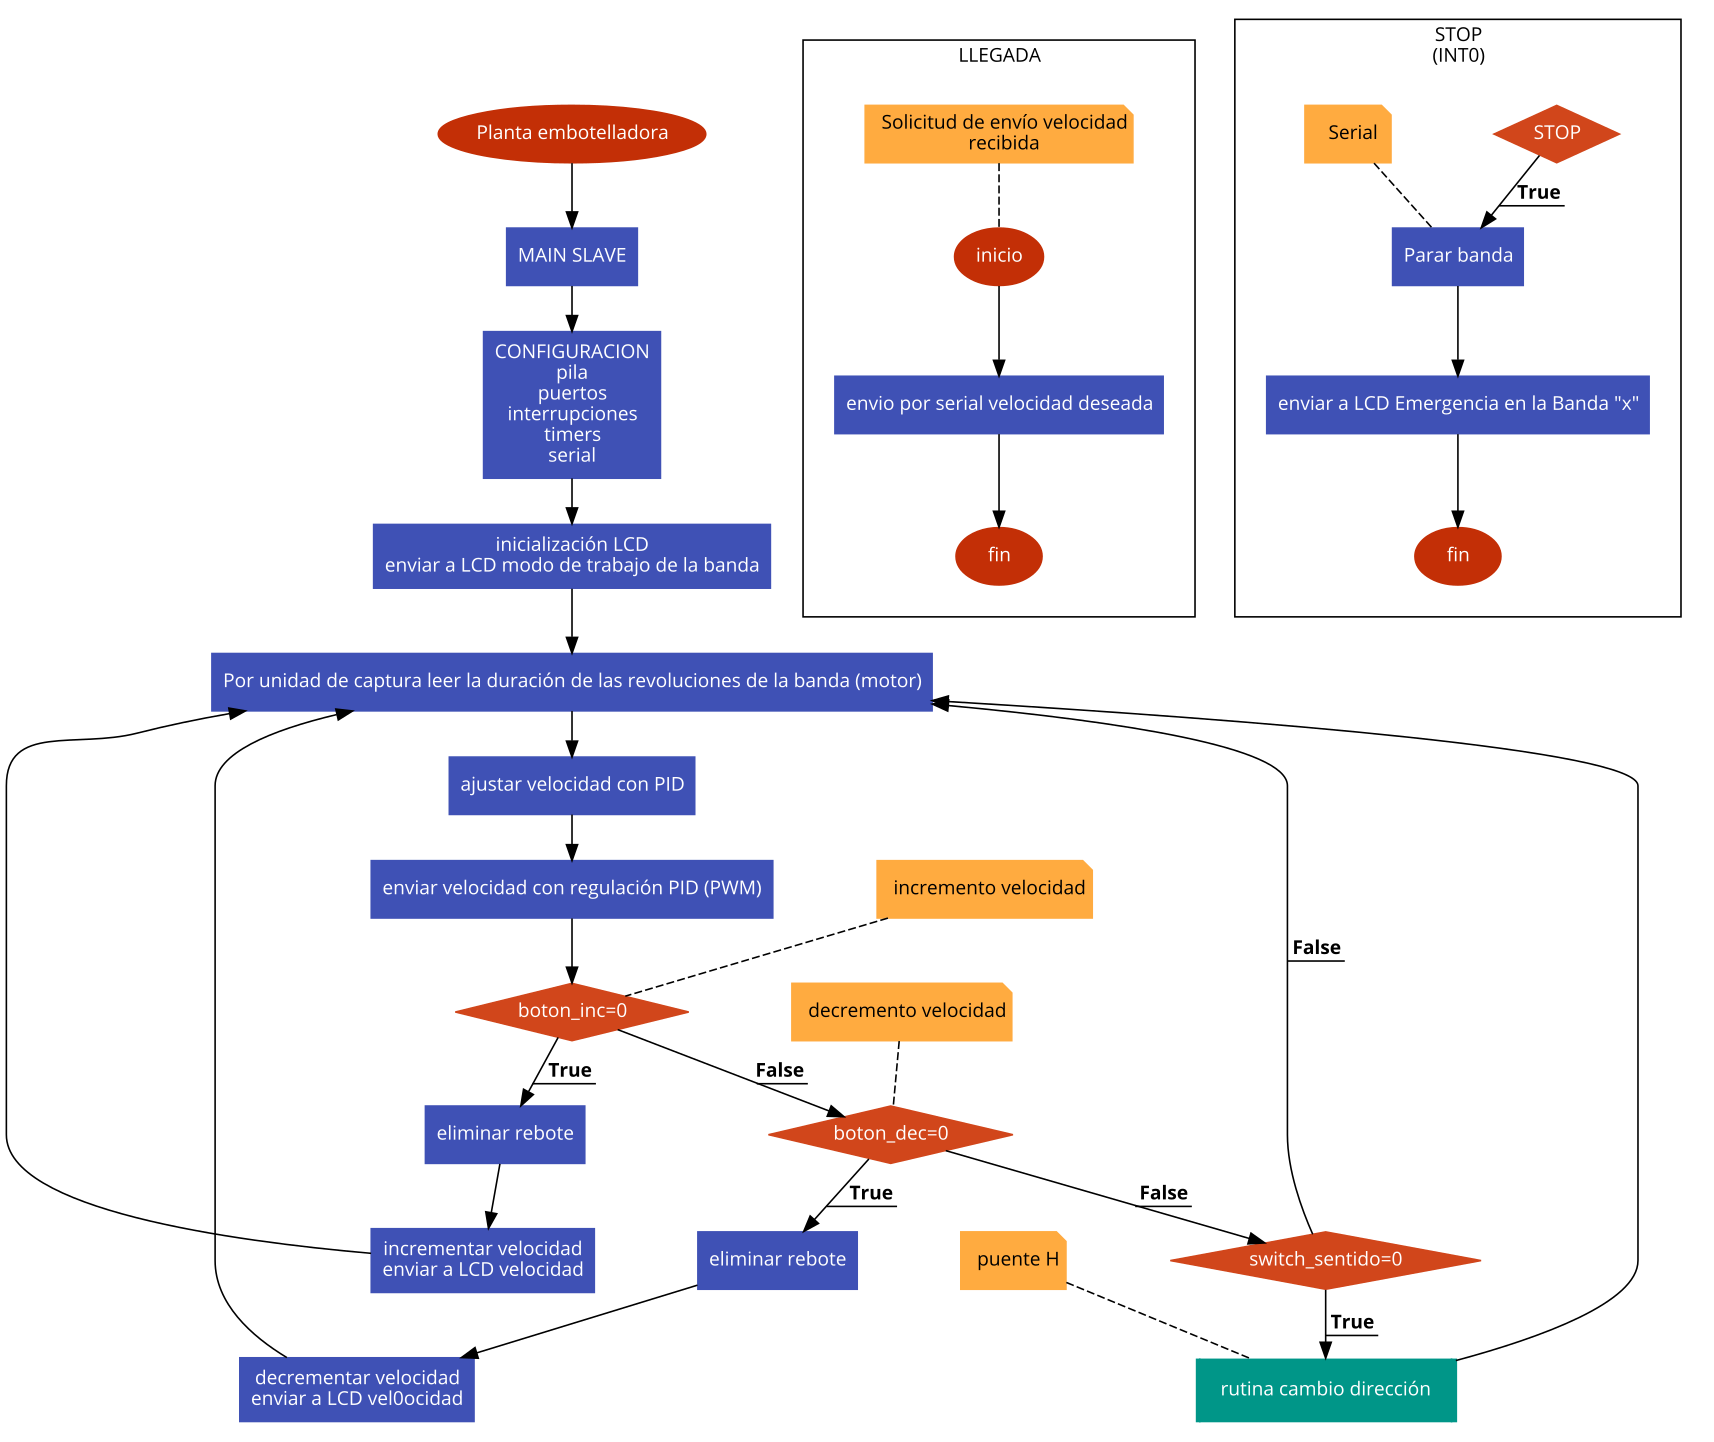 Planta embotelladora
MAIN SLAVE
CONFIGURACION
pila
puertos
interrupciones
timers
serial
inicialización LCD
enviar a LCD modo de trabajo de la banda
LLEGADA
Solicitud de envío velocidad
recibida
inicio
envio por serial velocidad deseada
fin
STOP
(INT0)
Serial
STOP
True
Parar banda
enviar a LCD Emergencia en la Banda "x"
fin
Por unidad de captura leer la duración de las revoluciones de la banda (motor)
ajustar velocidad con PID
enviar velocidad con regulación PID (PWM)
incremento velocidad
False
boton_inc=0
decremento velocidad
True
False
eliminar rebote
boton_dec=0
True
False
incrementar velocidad
enviar a LCD velocidad
eliminar rebote
puente H
switch_sentido=0
True
decrementar velocidad
enviar a LCD vel0ocidad
rutina cambio dirección